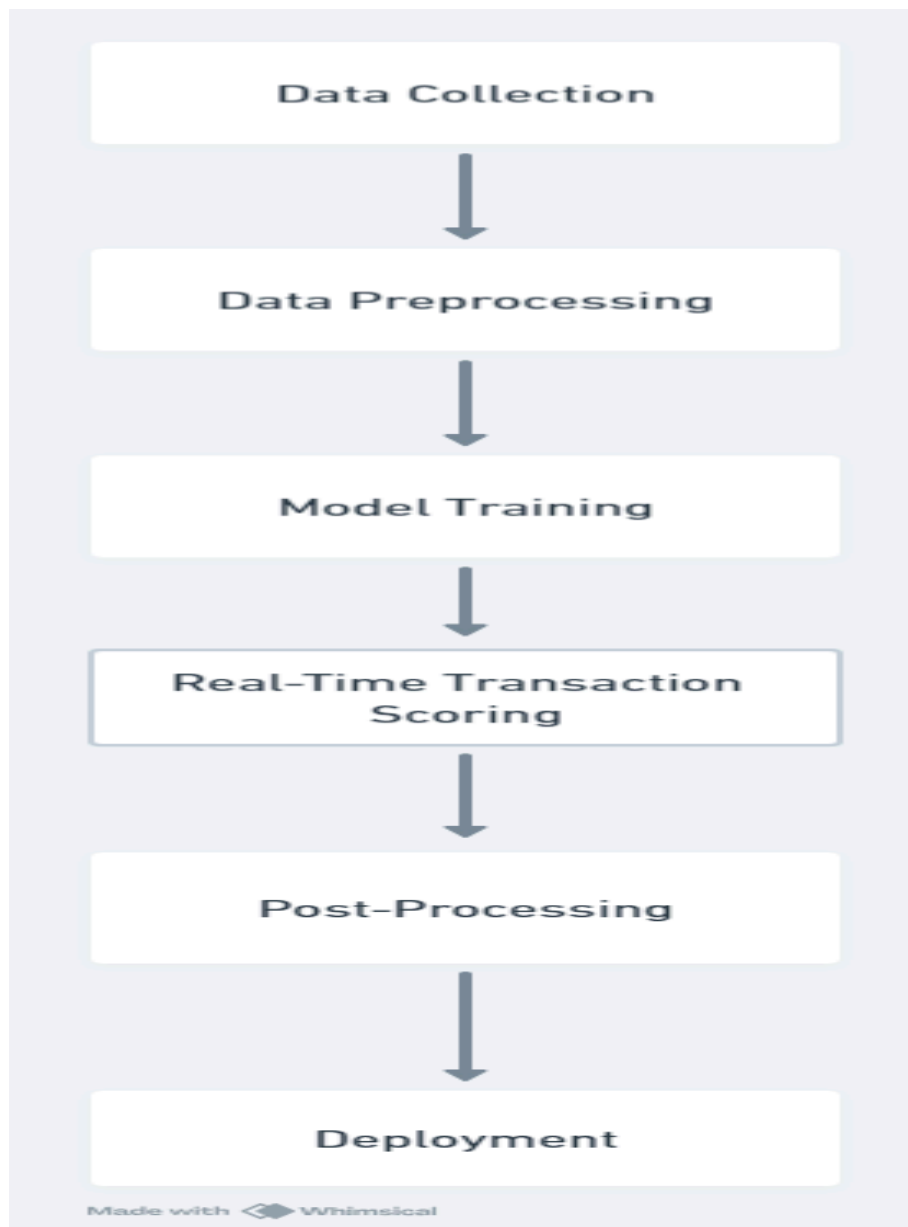 Data Collection
Data Preprocessing
Model Training
Real-Time Transaction
Scoring
Post-Processing
Deployment
Made with Whimsical